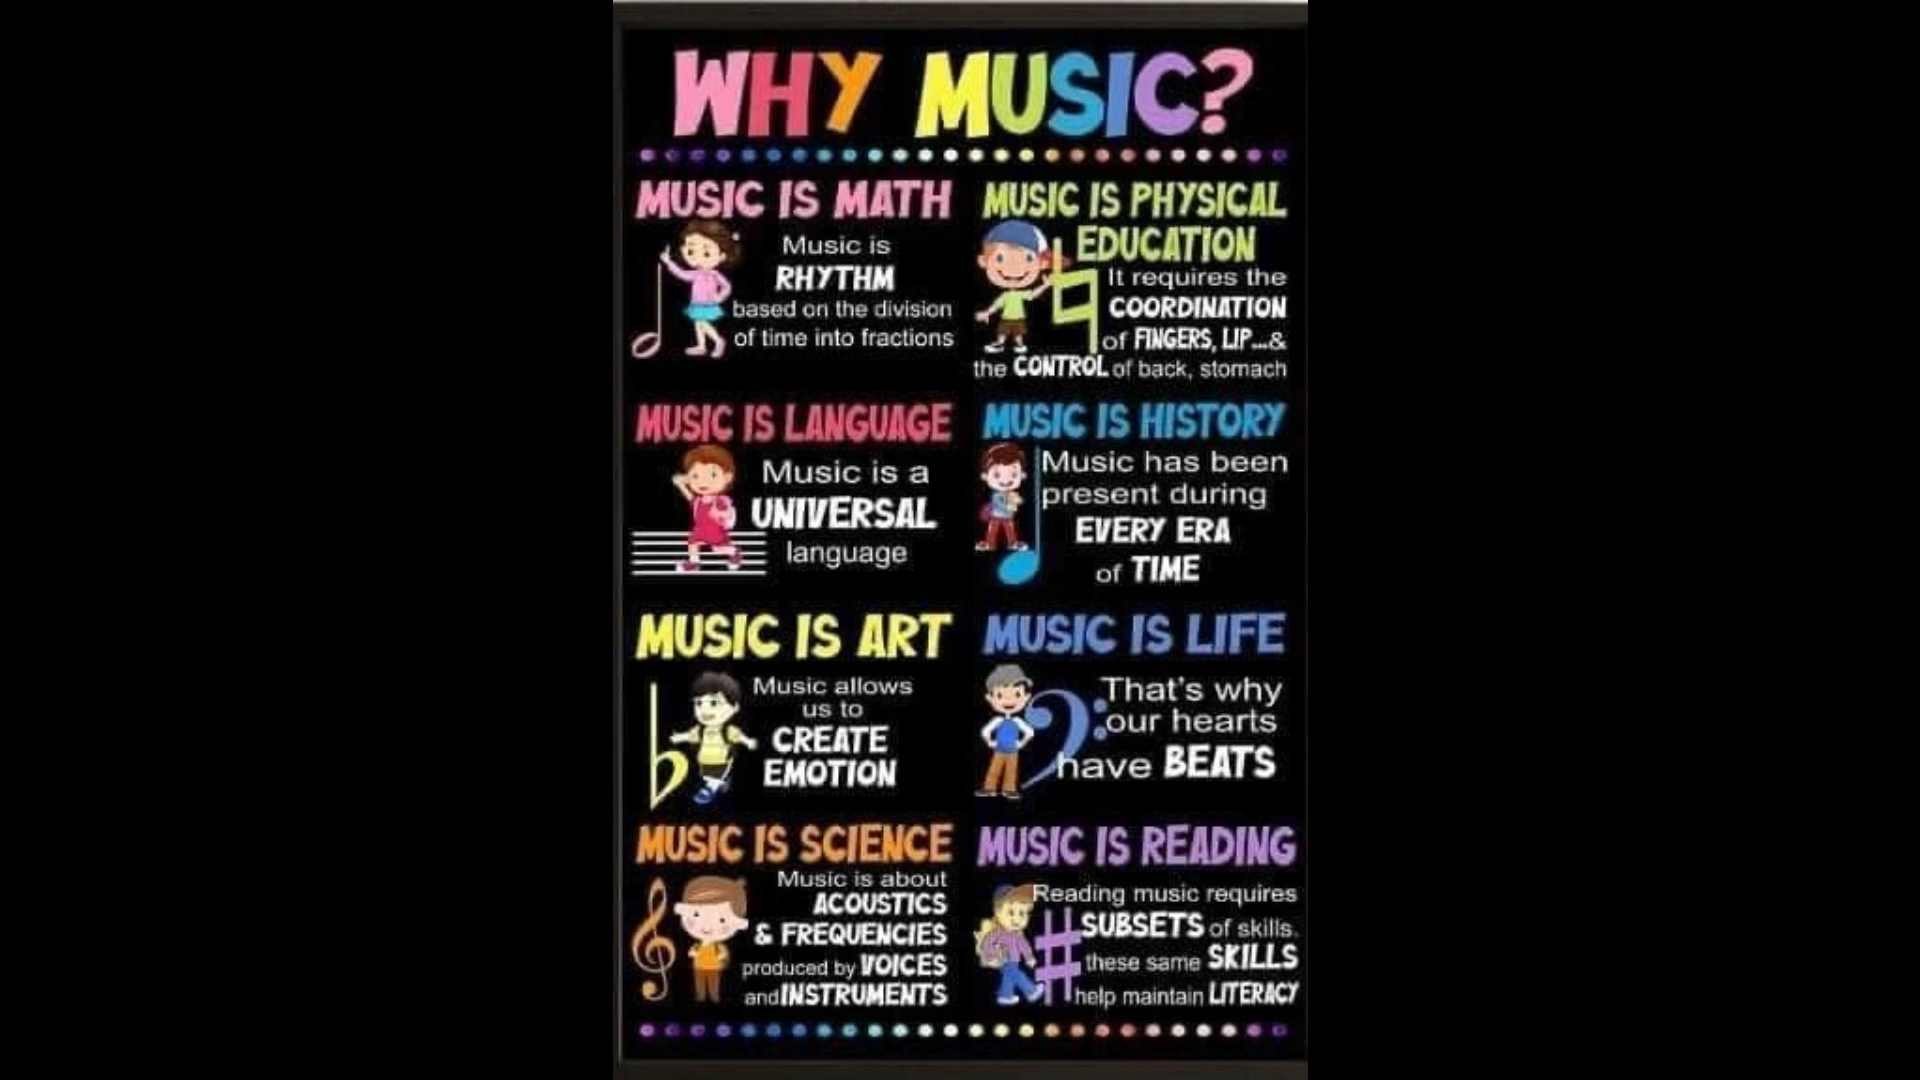 WHY MUSIC?
MUSIC IS MATH
Music is
RHYTHM
based on the division
of time into fractions
MUSIC IS PHYSICAL
EDUCATION
It requires the
COORDINATION
of FINGERS, LIP...&
the CONTROL of back, stomach
MUSIC IS LANGUAGE
Music is a
UNIVERSAL
language
MUSIC IS HISTORY
Music has been
present during
EVERY ERA
of TIME
MUSIC IS ART
Music allows
us to
CREATE
EMOTION
MUSIC IS LIFE
That's why
our hearts
have BEATS
MUSIC IS SCIENCE
Music is about
ACOUSTICS
& FREQUENCIES
produced by VOICES
and INSTRUMENTS
MUSIC IS READING
Reading music requires
SUBSETS of skills.
these same SKILLS
help maintain LITERACY